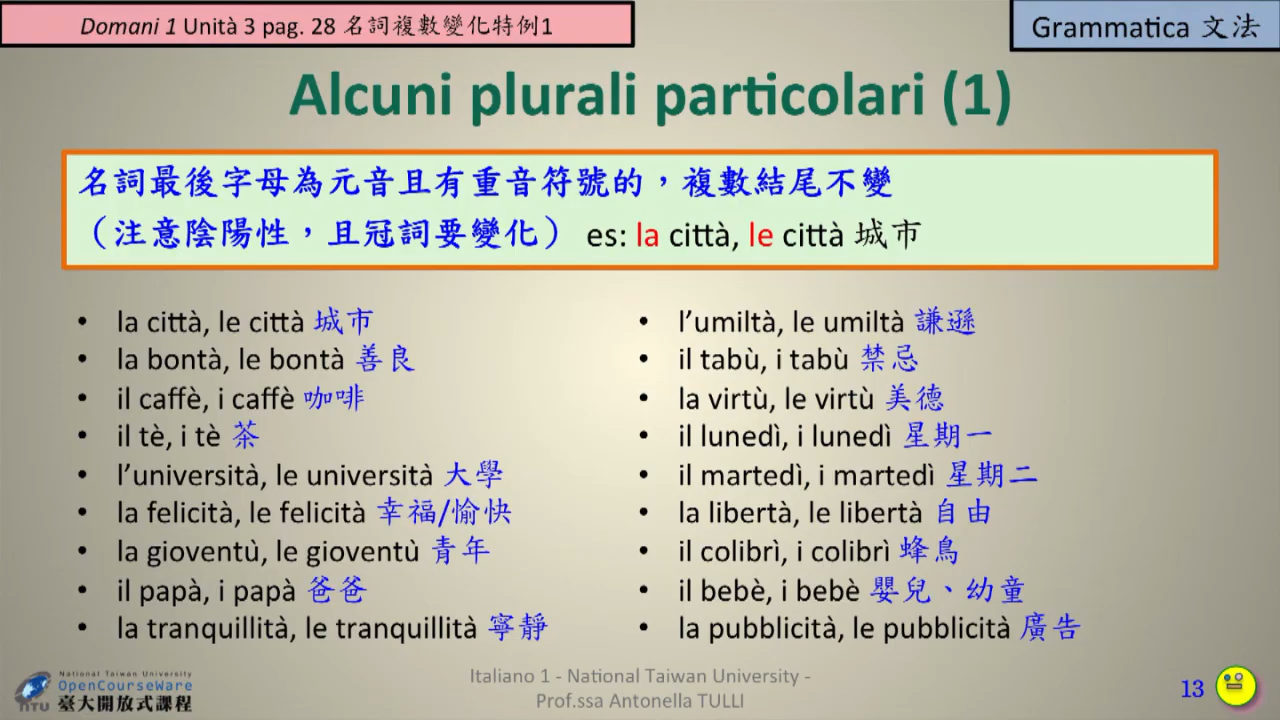 Domani 1 Unità 3 pag. 28 名詞複數變化特例1
Grammatica 文法
Alcuni plurali particolari (1)
名詞最後字母為元音且有重音符號的，複數結尾不變
（注意陰陽性，且冠詞要變化） es: la città, le città 城市
• la città, le città 城市
• la bontà, le bontà 善良
• il caffè, i caffè 咖啡
• il tè, i tè 茶
• l’università, le università 大學
• la felicità, le felicità 幸福/愉快
• la gioventù, le gioventù 青年
• il papà, i papà 爸爸
• la tranquillità, le tranquillità 寧靜
• l’umiltà, le umiltà 謙遜
• il tabù, i tabù 禁忌
• la virtù, le virtù 美德
• il lunedì, i lunedì 星期一
• il martedì, i martedì 星期二
• la libertà, le libertà 自由
• il colibrì, i colibrì 蜂鳥
• il bebè, i bebè 嬰兒、幼童
• la pubblicità, le pubblicità 廣告
National Taiwan University
OpenCourseWare
NTU 臺大開放式課程
Italiano 1 - National Taiwan University -
Prof.ssa Antonella TULLI
13